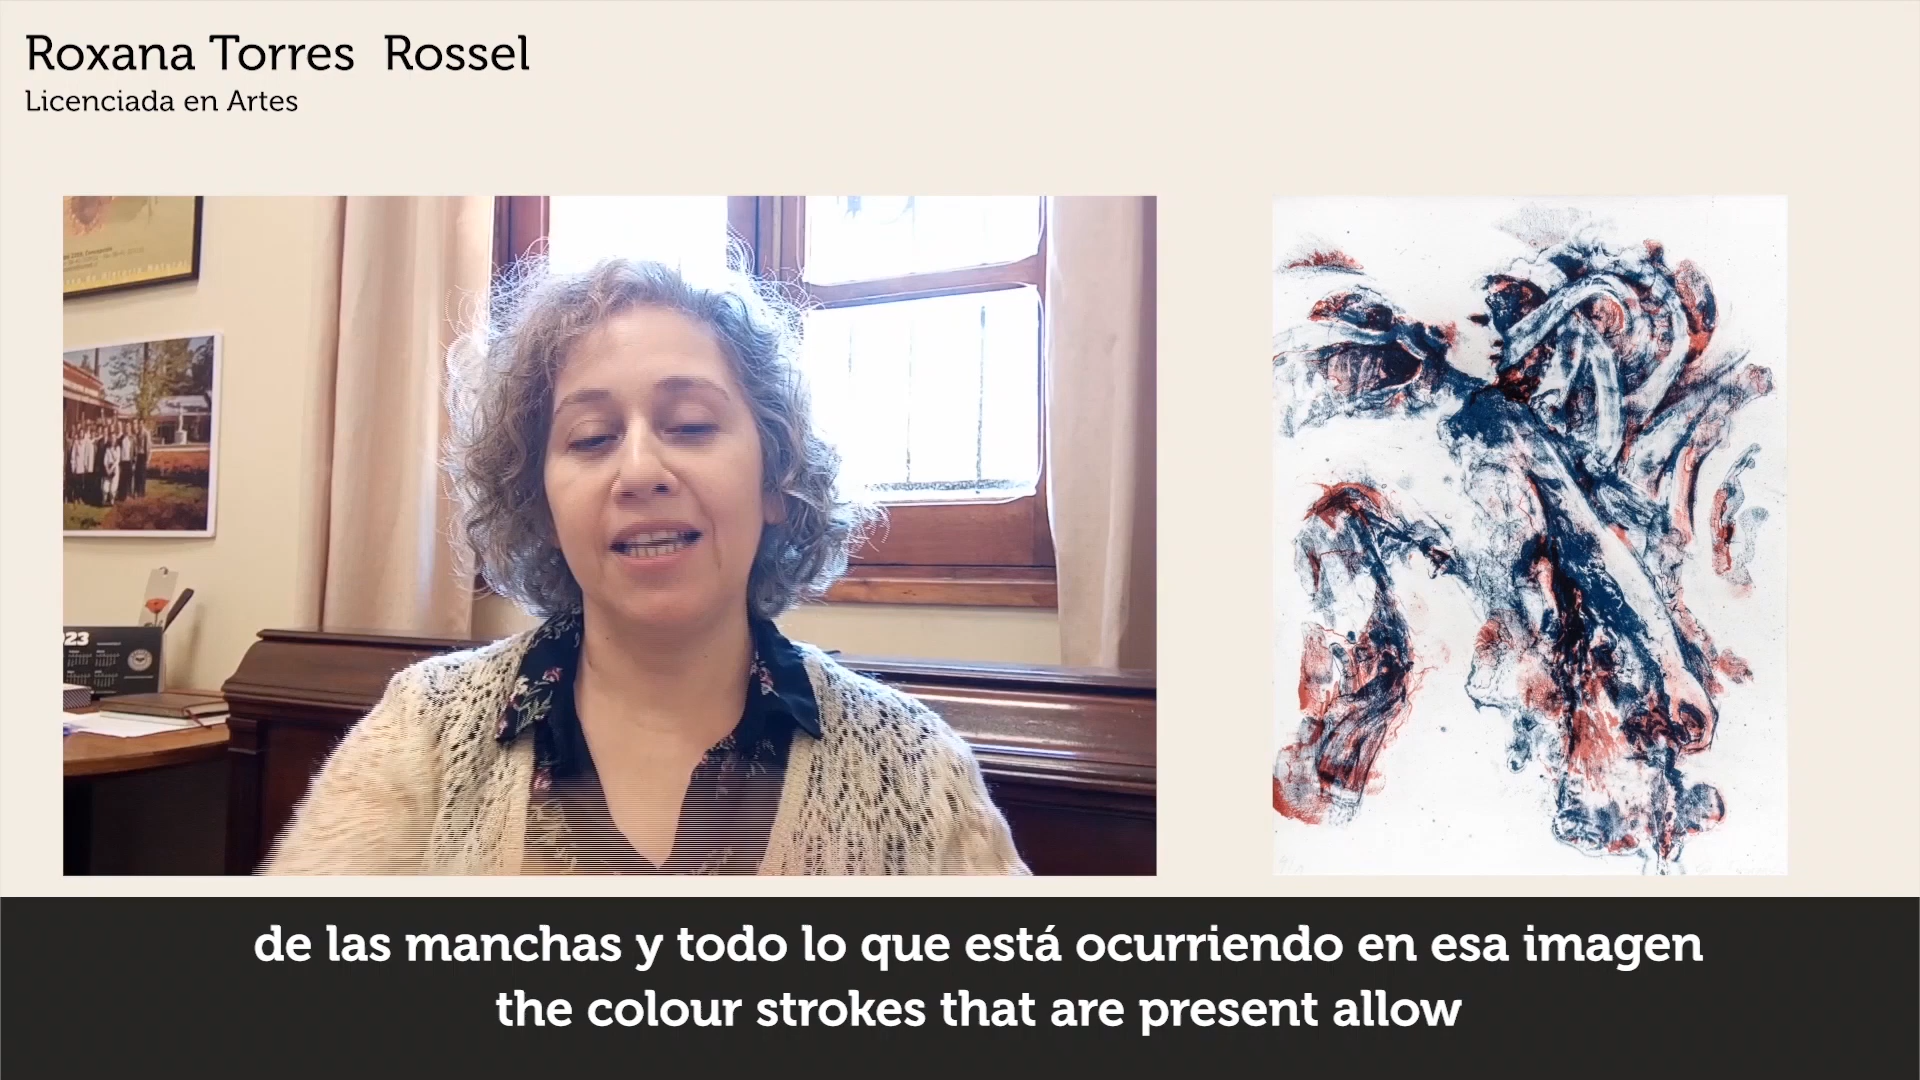 Roxana Torres Rossel
Licenciada en Artes
23
de las manchas y todo lo que está ocurriendo en esa imagen
the colour strokes that are present allow